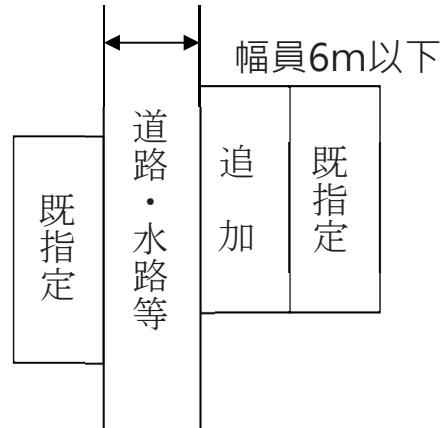 幅員6m以下
既指定
道路・水路等
追加
既指定